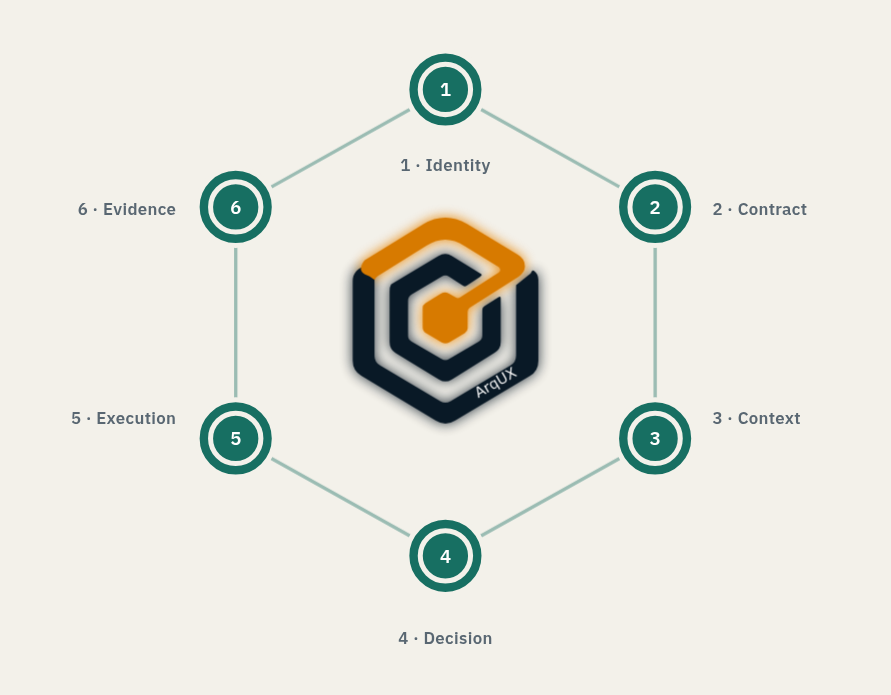 1
1 · Identity
6 · Evidence
6
2
2 · Contract
ArqUX
5 · Execution
5
3
3 · Context
4
4 · Decision